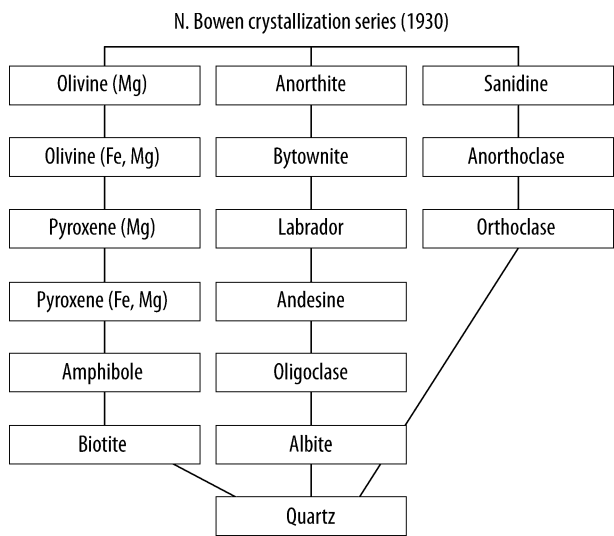 N. Bowen crystallization series (1930)
Olivine (Mg)
Anorthite
Sanidine
Olivine (Fe, Mg)
Bytownite
Anorthoclase
Pyroxene (Mg)
Labrador
Orthoclase
Pyroxene (Fe, Mg)
Andesine
Amphibole
Oligoclase
Biotite
Albite
Quartz